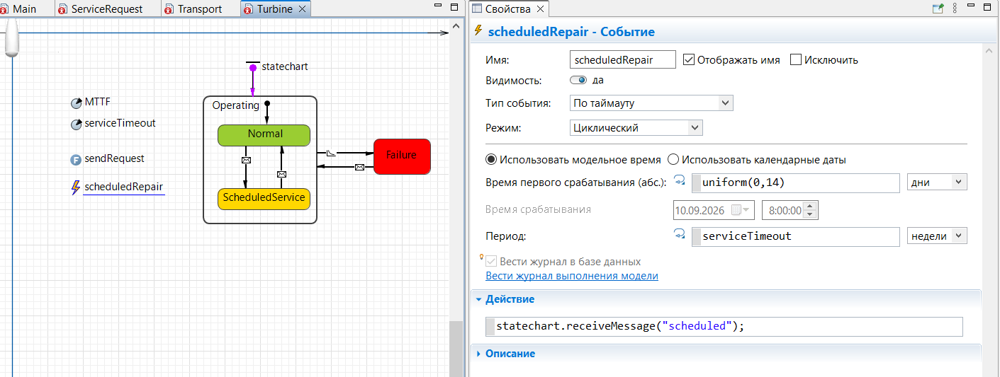 Main
ServiceRequest
Transport
Turbine
statechart
MTTF
serviceTimeout
sendRequest
scheduledRepair
Operating
Normal
ScheduledService
Failure
Свойства
scheduledRepair - Событие
Имя: scheduledRepair Отображать имя Исключить
Видимость: да
Тип события: По таймауту
Режим: Циклический
Использовать модельное время Использовать календарные даты
Время первого срабатывания (абс.): uniform(0,14) дни
Время срабатывания 10.09.2026 8:00:00
Период: serviceTimeout недели
Вести журнал в базе данных
Вести журнал выполнения модели
Действие
statechart.receiveMessage("scheduled");
Описание